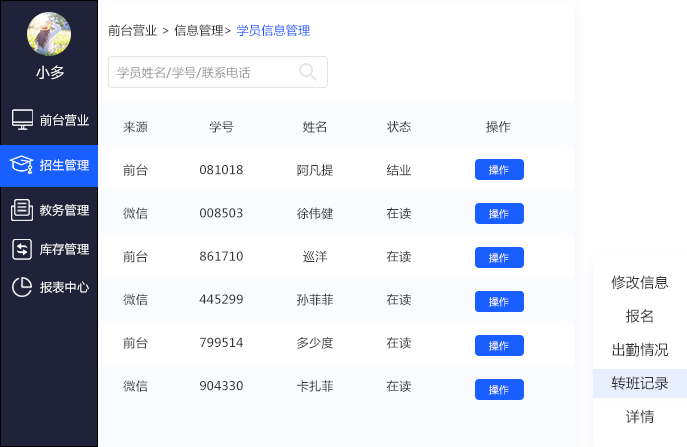 小多
前台营业
招生管理
教务管理
库存管理
报表中心
前台营业 > 信息管理> 学员信息管理
学员姓名/学号/联系电话
来源 学号 姓名 状态 操作
前台 081018 阿凡提 结业 操作
微信 008503 徐伟健 在读 操作
前台 861710 巡洋 在读 操作
微信 445299 孙菲菲 在读 操作
前台 799514 多少度 在读 操作
微信 904330 卡扎菲 在读 操作
修改信息
报名
出勤情况
转班记录
详情